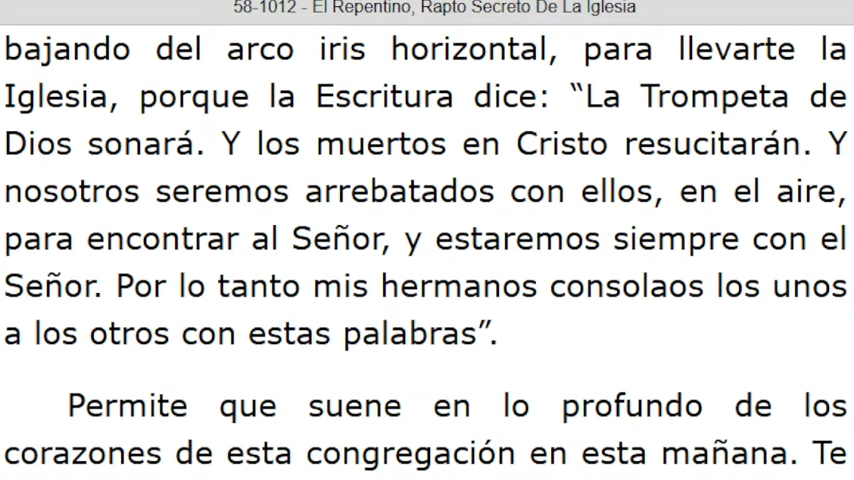 58-1012 - El Repentino, Rapto Secreto De La Iglesia
bajando del arco iris horizontal, para llevarte la
Iglesia, porque la Escritura dice: “La Trompeta de
Dios sonará. Y los muertos en Cristo resucitarán. Y
nosotros seremos arrebatados con ellos, en el aire,
para encontrar al Señor, y estaremos siempre con el
Señor. Por lo tanto mis hermanos consolaos los unos
a los otros con estas palabras”.
Permite que suene en lo profundo de los
corazones de esta congregación en esta mañana. Te